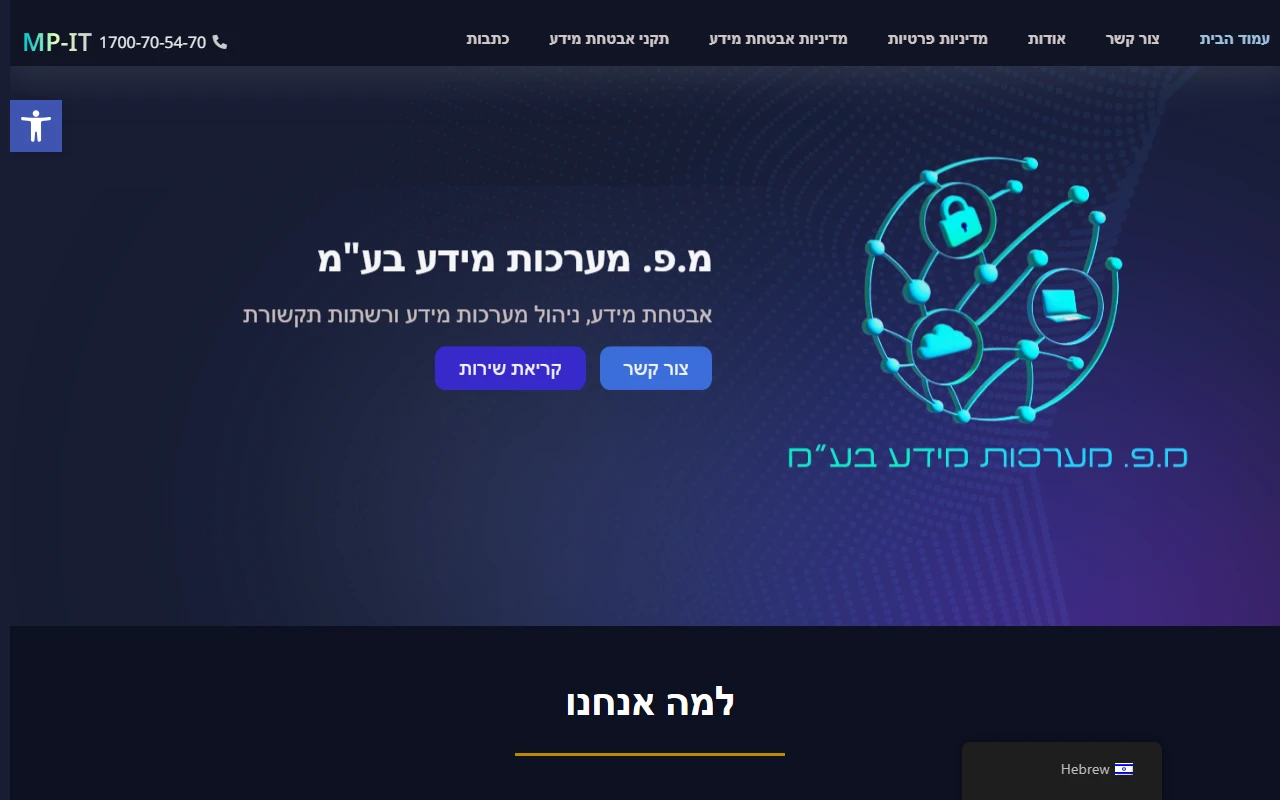 עמוד הבית
צור קשר
אודות
מדיניות פרטיות
מדיניות אבטחת מידע
תקני אבטחת מידע
כתבות
1700-70-54-70
MP-IT
מ.פ. מערכות מידע בע"מ
אבטחת מידע, ניהול מערכות מידע ורשתות תקשורת
צור קשר
קריאת שירות
מ.פ. מערכות מידע בע״מ
למה אנחנו
Hebrew